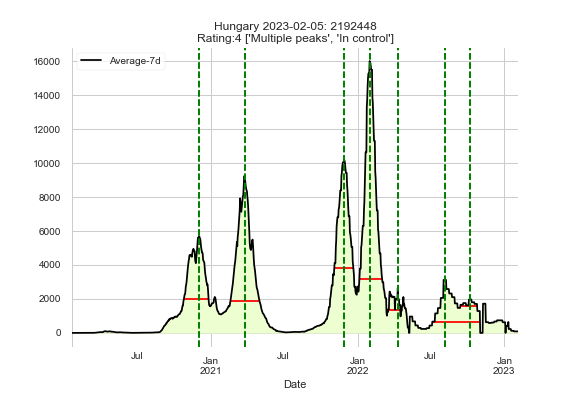 Hungary 2023-02-05: 2192448
Rating:4 ['Multiple peaks', 'In control']
Average-7d
16000
14000
12000
10000
8000
6000
4000
2000
0
Jul
Jan
2021
Jul
Jan
2022
Jul
Jan
2023
Date